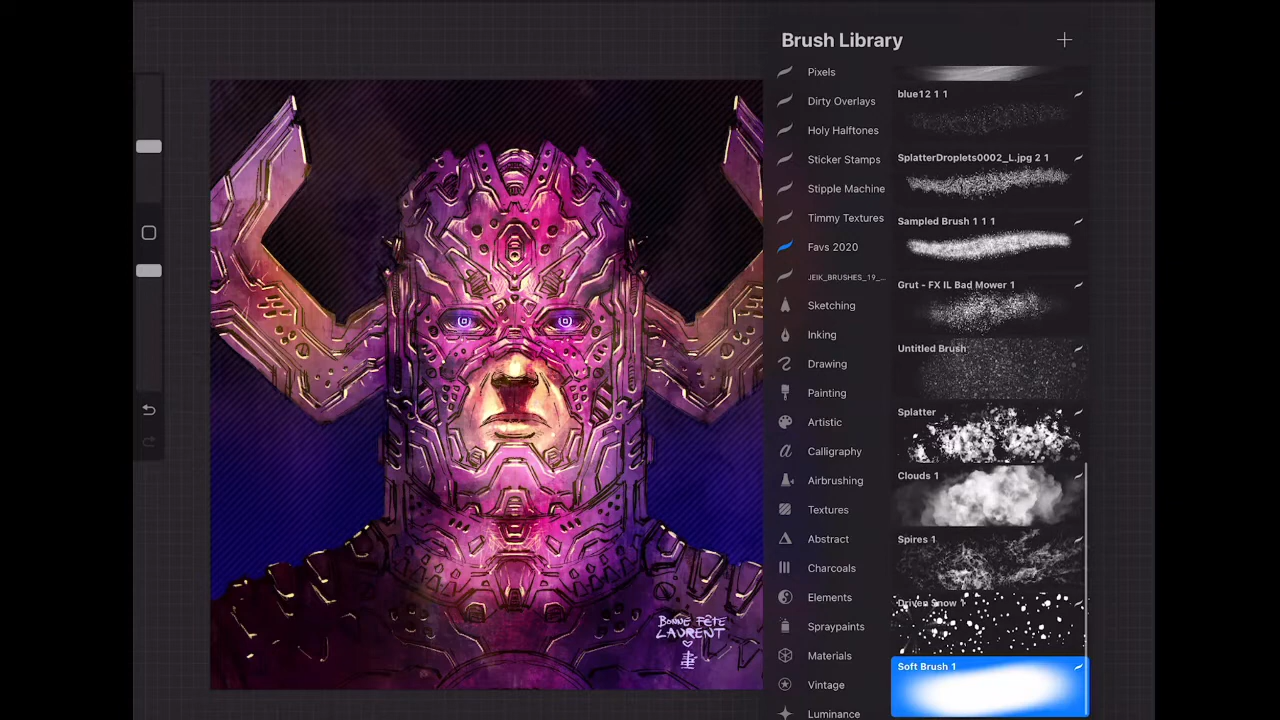 Brush Library
Pixels
Dirty Overlays
Holy Halftones
Sticker Stamps
Stipple Machine
Timmy Textures
Favs 2020
JEIK_BRUSHES_19_...
Sketching
Inking
Drawing
Painting
Artistic
Calligraphy
Airbrushing
Textures
Abstract
Charcoals
Elements
Spraypaints
Materials
Vintage
Luminance
blue12 1 1
SplatterDroplets0002_L.jpg 2 1
Sampled Brush 1 1 1
Grut - FX IL Bad Mower 1
Untitled Brush
Splatter
Clouds 1
Spires 1
Driven Snow 1
Soft Brush 1
BONNE FÊTE
LAURENT